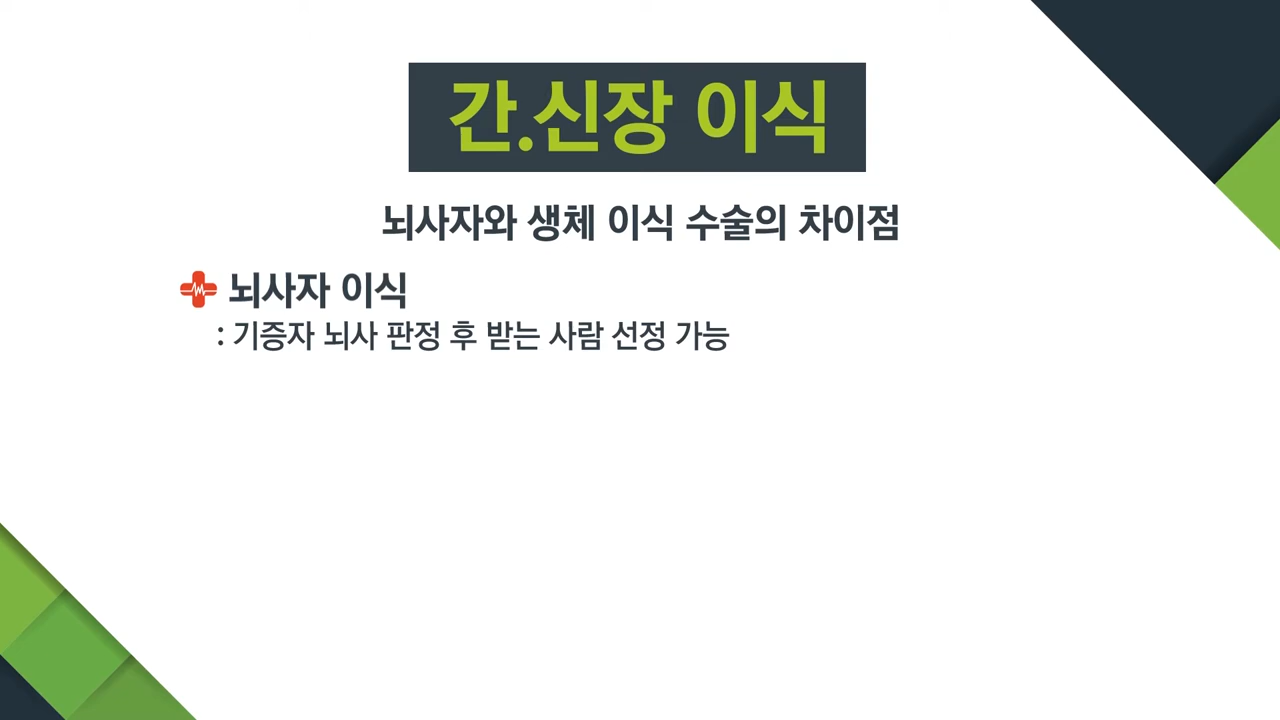 간.신장 이식
뇌사자와 생체 이식 수술의 차이점
뇌사자 이식
: 기증자 뇌사 판정 후 받는 사람 선정 가능